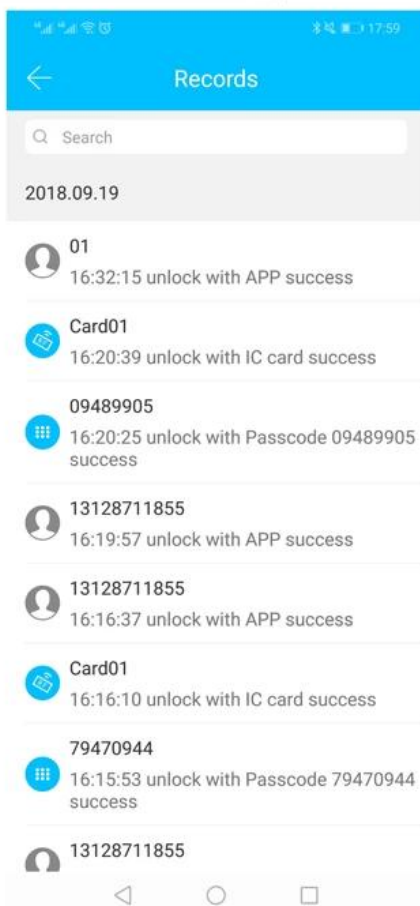 17:59
Records
Search
2018.09.19
01
16:32:15 unlock with APP success
Card01
16:20:39 unlock with IC card success
09489905
16:20:25 unlock with Passcode 09489905
success
13128711855
16:19:57 unlock with APP success
13128711855
16:16:37 unlock with APP success
Card01
16:16:10 unlock with IC card success
79470944
16:15:53 unlock with Passcode 79470944
success
13128711855